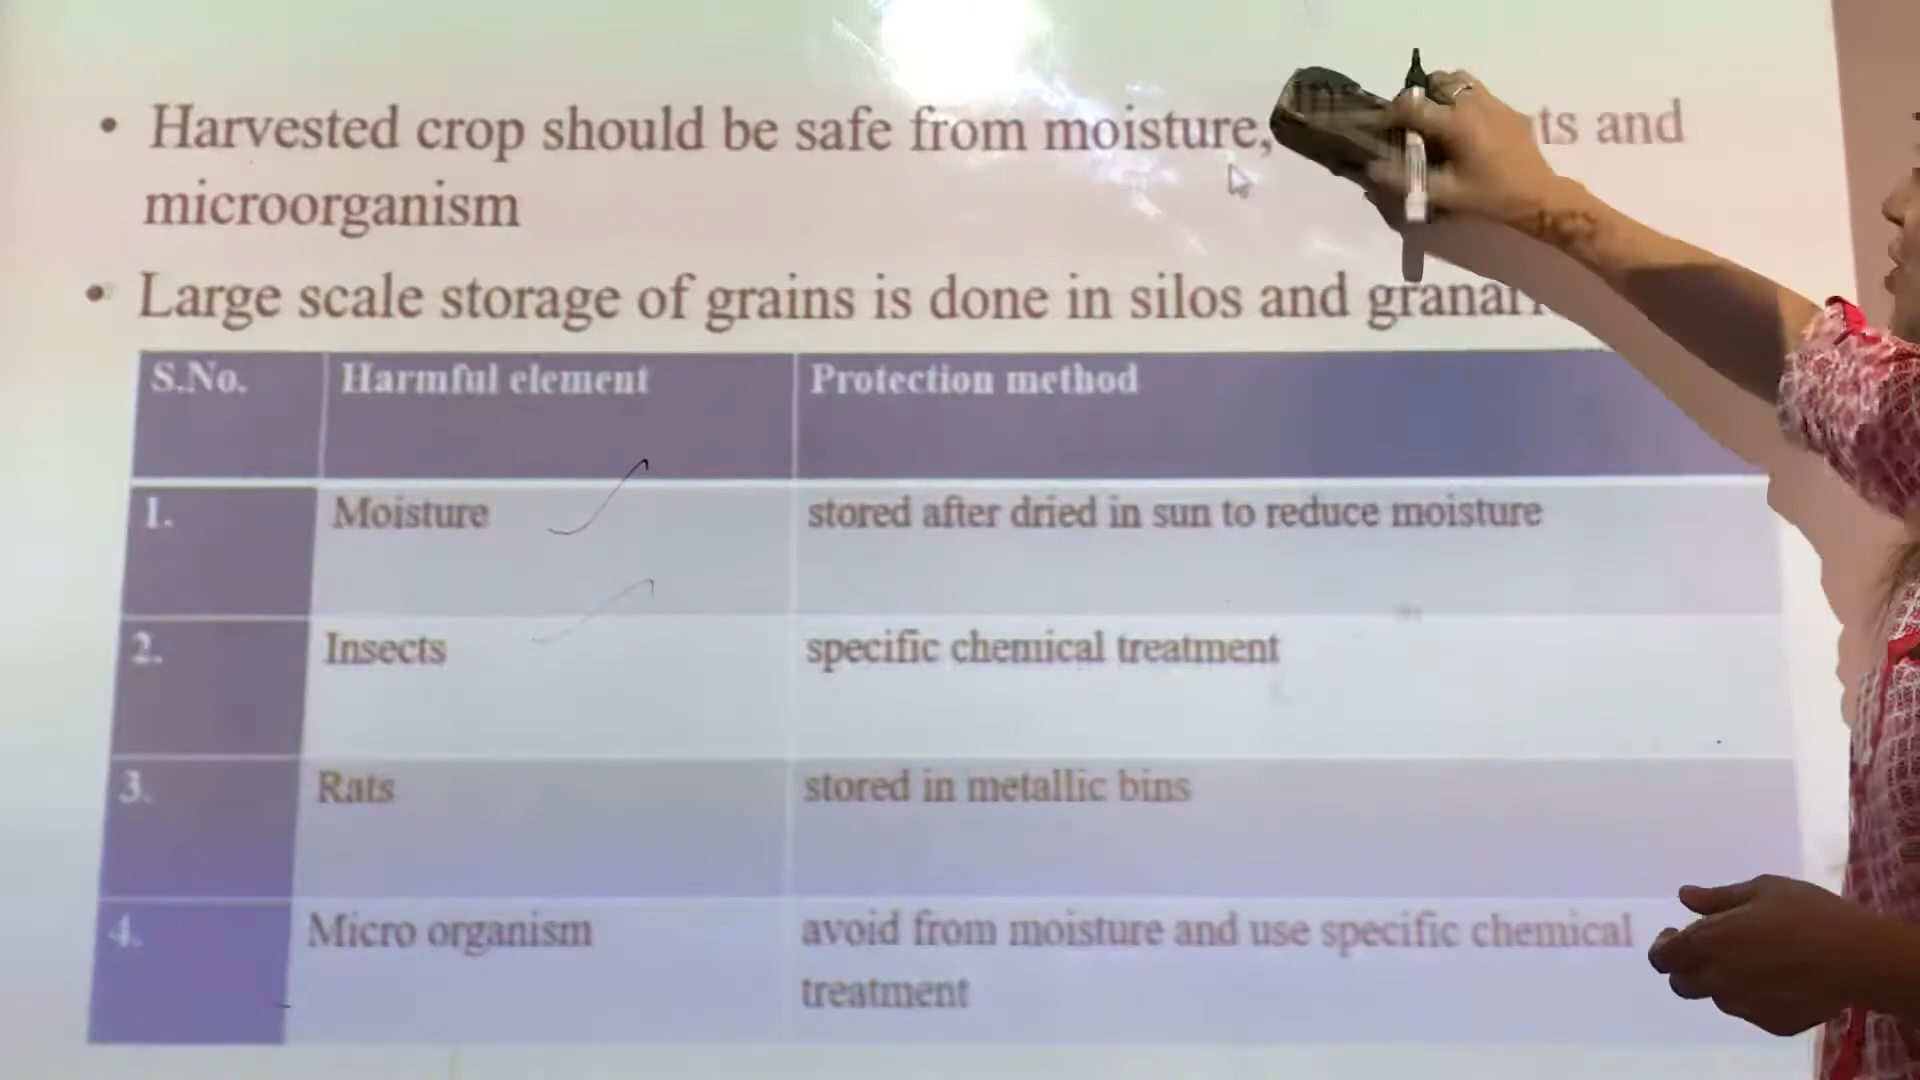 • Harvested crop should be safe from moisture, ts and
microorganism
• Large scale storage of grains is done in silos and
S.No. Harmful element Protection method
1. Moisture stored after dried in sun to reduce moisture
2. Insects specific chemical treatment
3. Rats stored in metallic bins
4. Micro organism avoid from moisture and use specific chemical
treatment